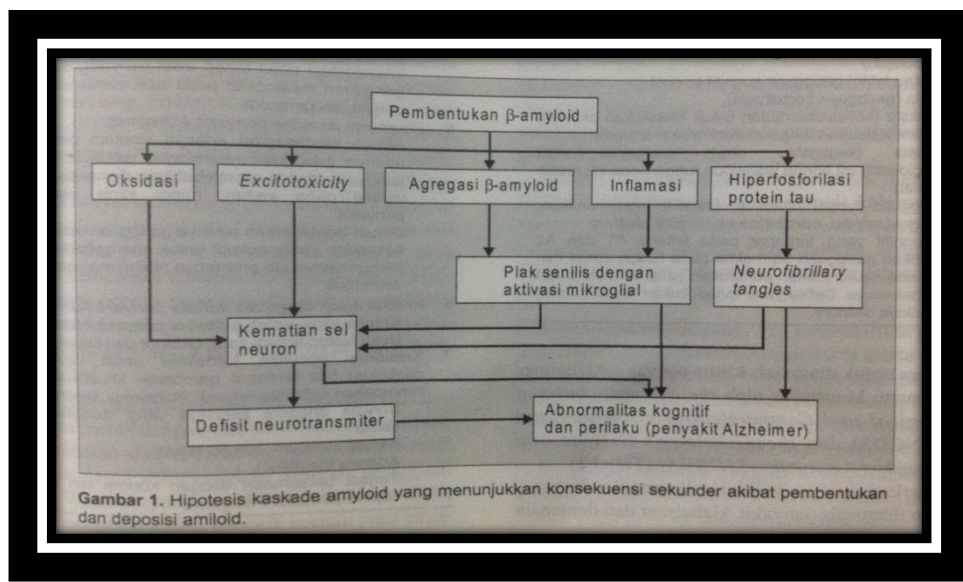 Pembentukan β-amyloid
Oksidasi
Excitotoxicity
Agregasi β-amyloid
Inflamasi
Hiperfosforilasi
protein tau
Plak senilis dengan
aktivasi mikroglial
Neurofibrillary
tangles
Kematian sel
neuron
Defisit neurotransmiter
Abnormalitas kognitif
dan perilaku (penyakit Alzheimer)
Gambar 1. Hipotesis kaskade amyloid yang menunjukkan konsekuensi sekunder akibat pembentukan
dan deposisi amiloid.